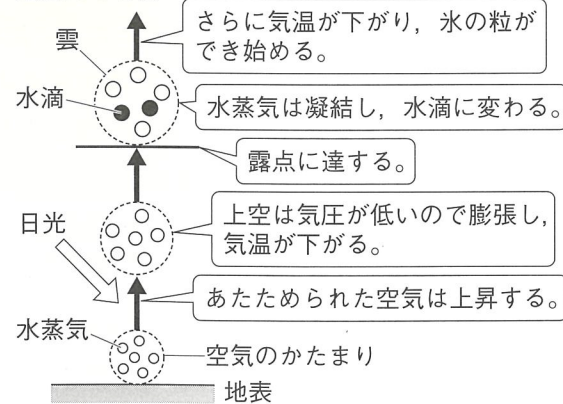 さらに気温が下がり，氷の粒が
でき始める。
雲
水滴
水蒸気は凝結し，水滴に変わる。
露点に達する。
日光
上空は気圧が低いので膨張し，
気温が下がる。
あたためられた空気は上昇する。
水蒸気
空気のかたまり
地表